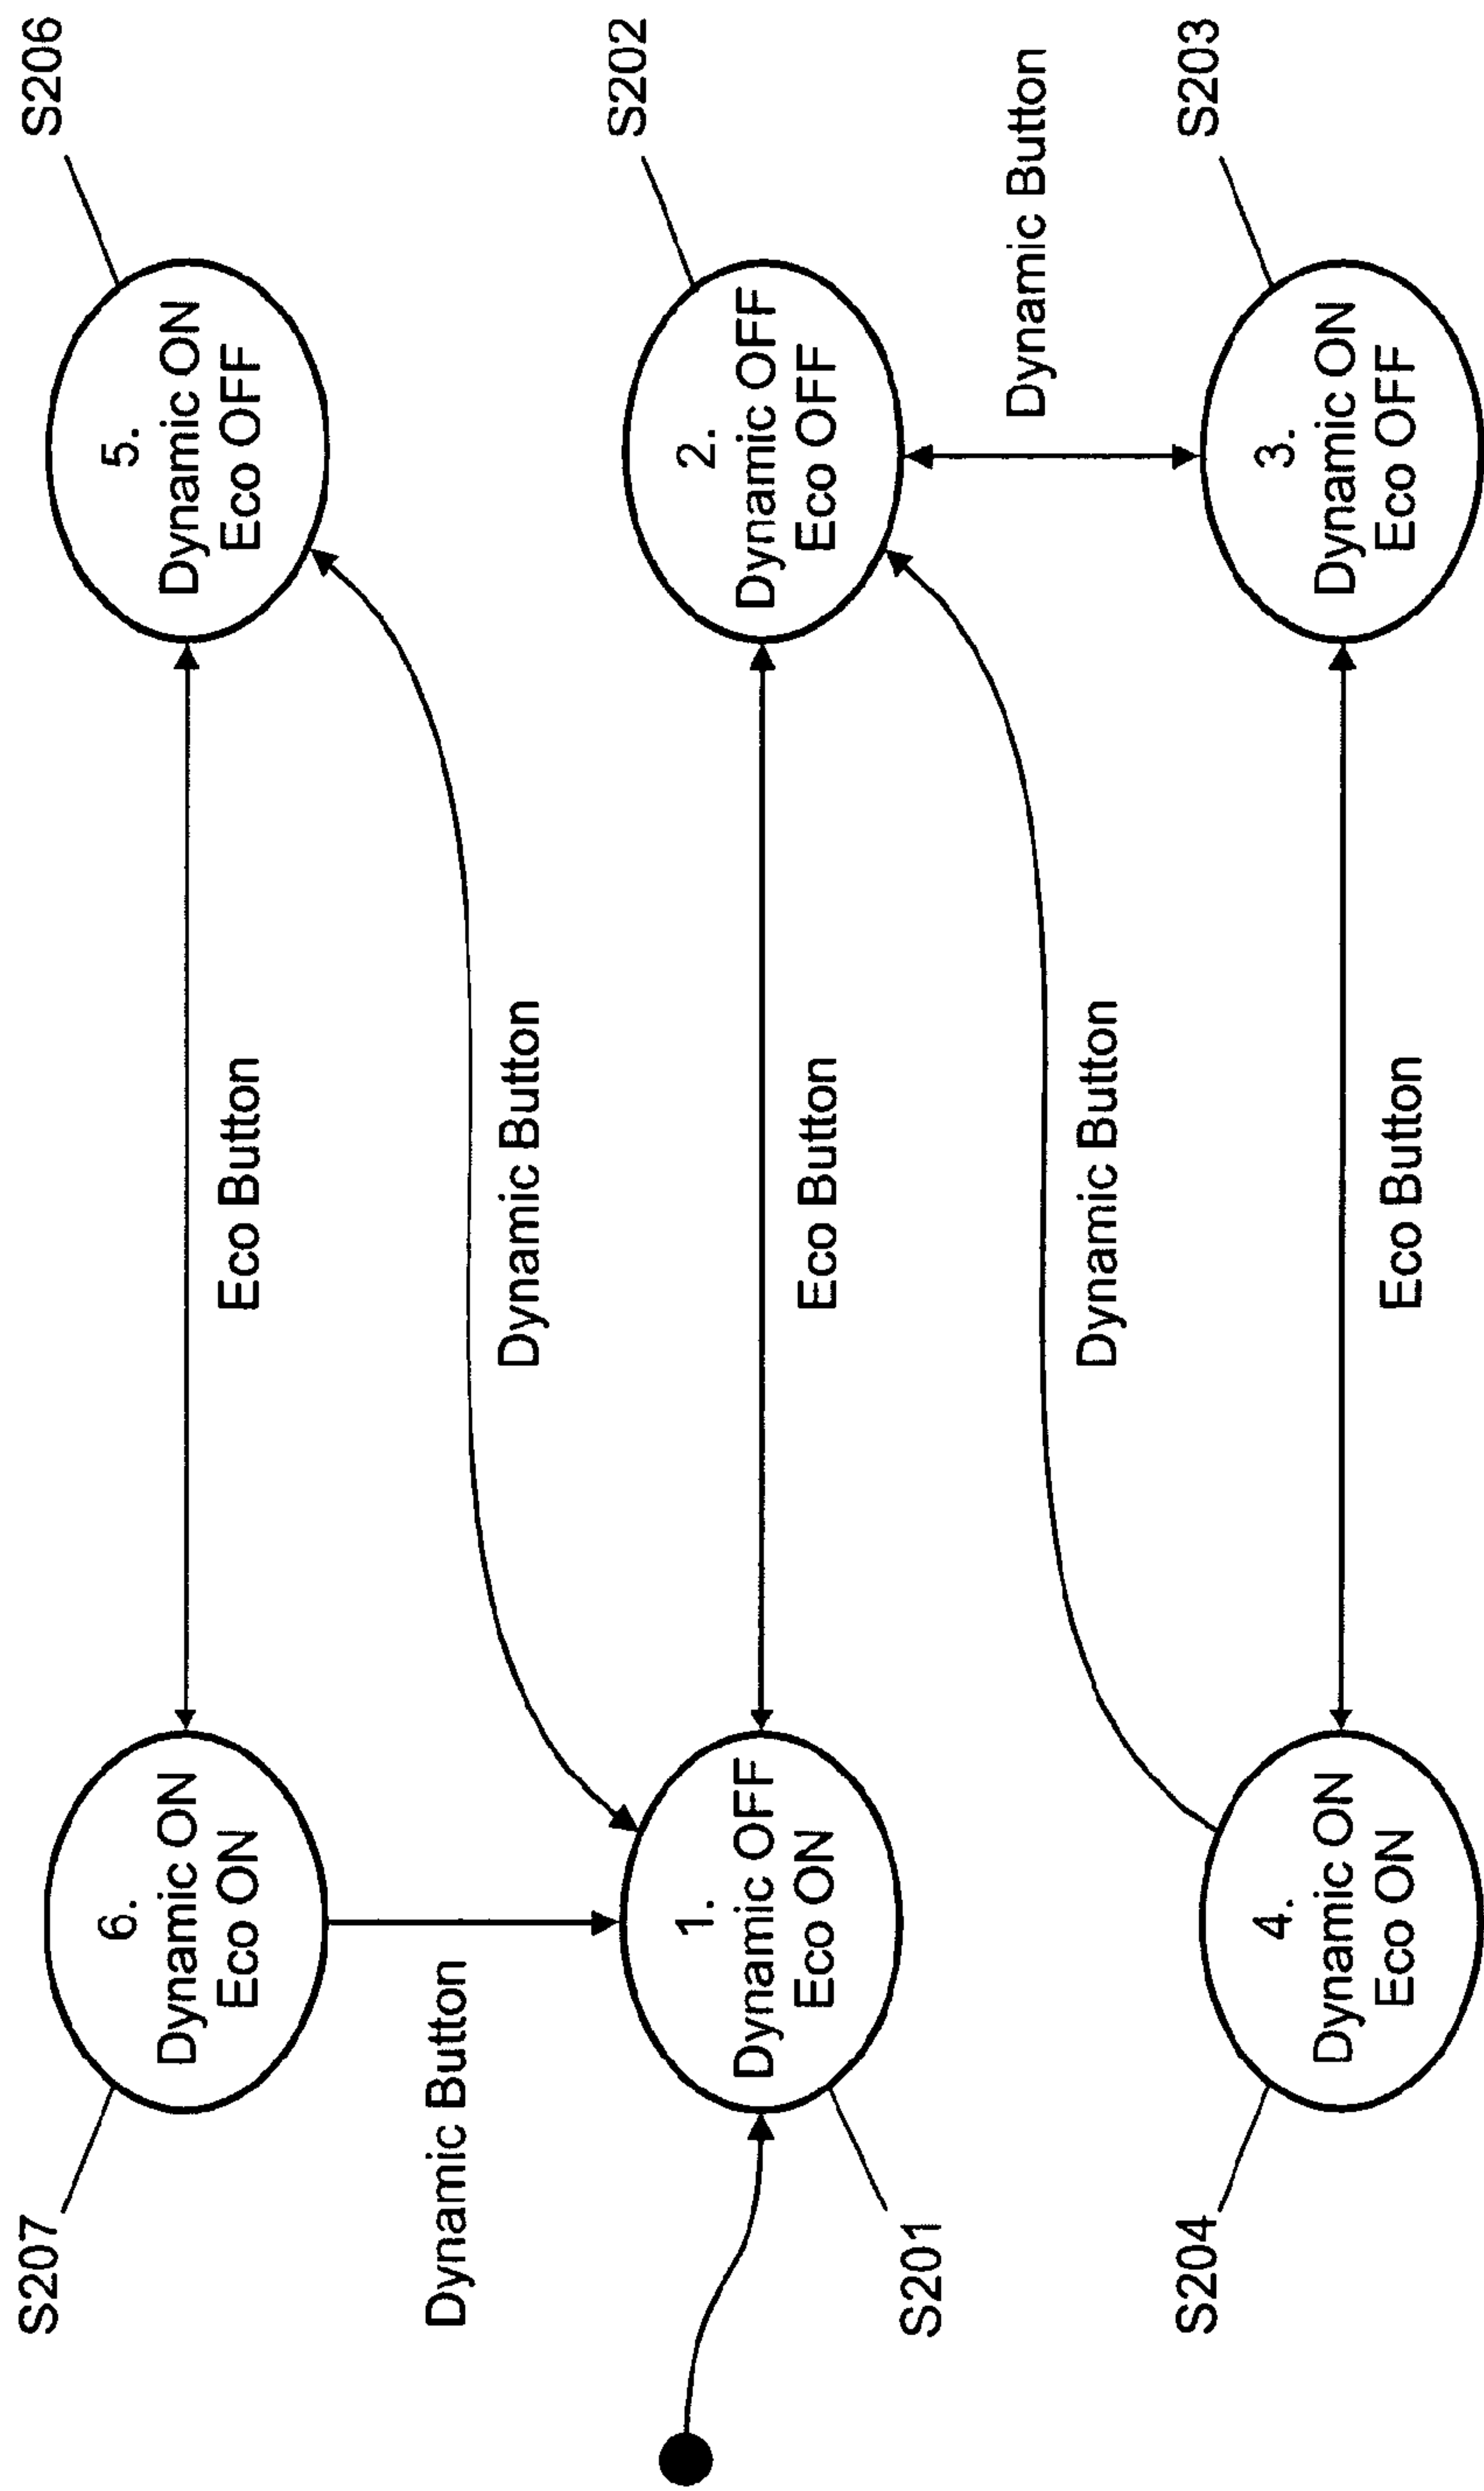 S207
S206
6.
Dynamic ON
Eco ON
5.
Dynamic ON
Eco OFF
Eco Button
Dynamic Button
Dynamic Button
S202
1.
Dynamic OFF
Eco ON
2.
Dynamic OFF
Eco OFF
Eco Button
S201
Dynamic Button
Dynamic Button
S204
S203
4.
Dynamic ON
Eco ON
3.
Dynamic ON
Eco OFF
Eco Button